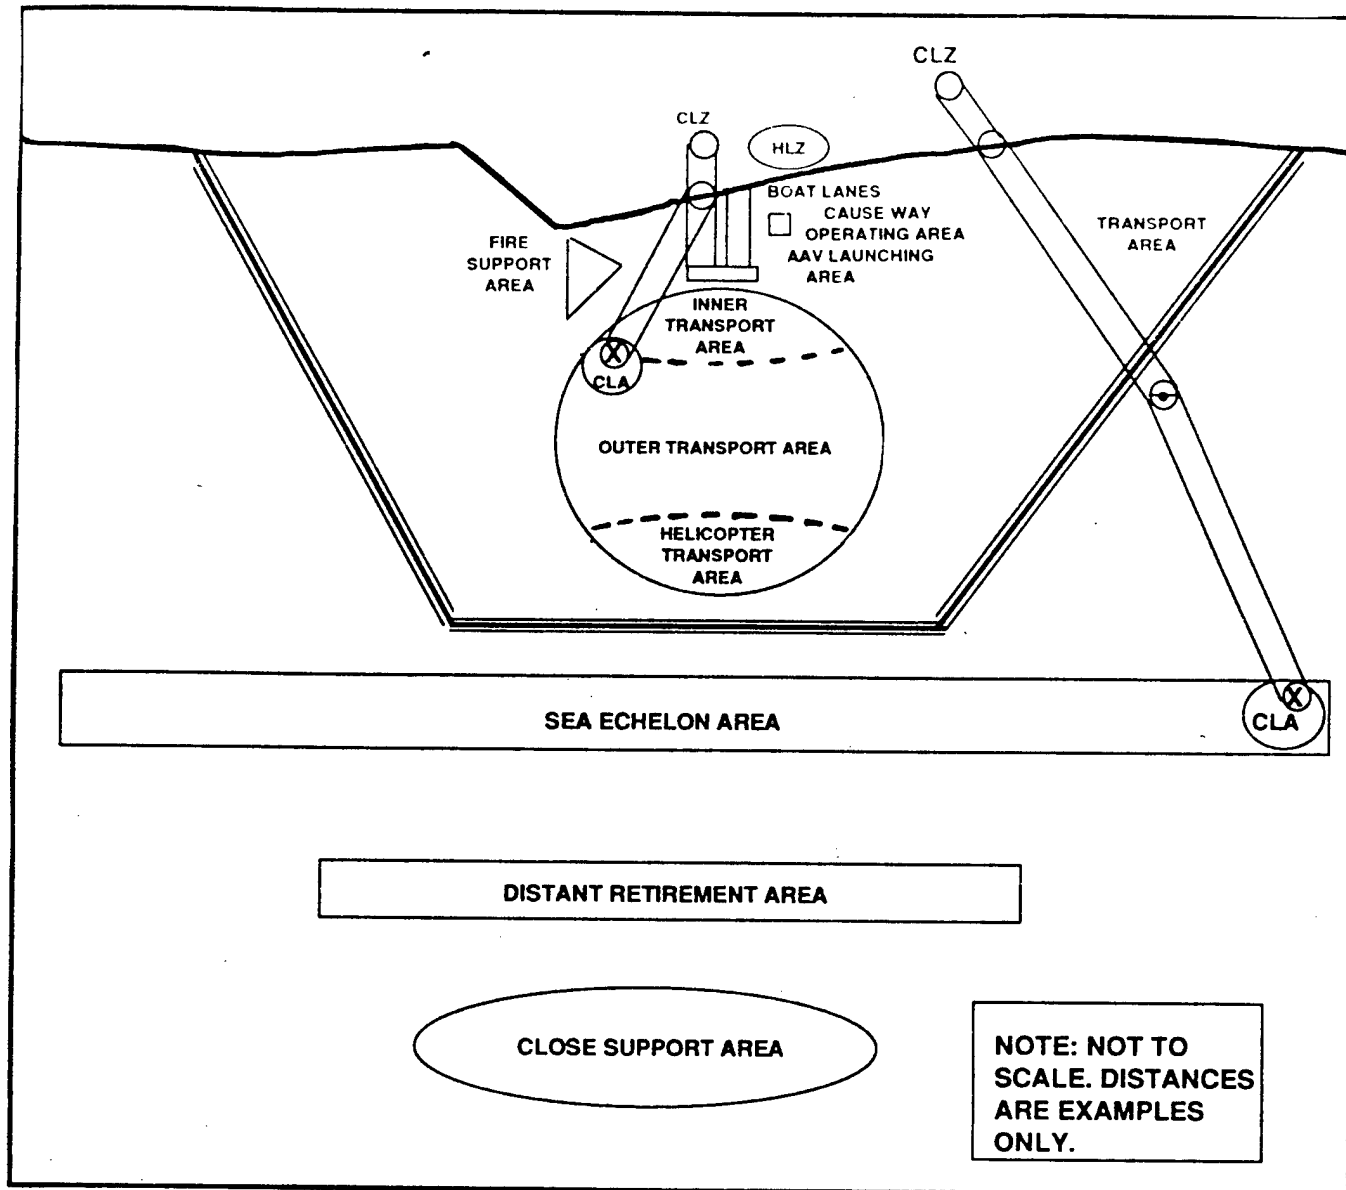 CLZ
CLZ
HLZ
BOAT LANES
CAUSE WAY
OPERATING AREA
AAV LAUNCHING
AREA
TRANSPORT
AREA
FIRE
SUPPORT
AREA
INNER
TRANSPORT
AREA
X
CLA
OUTER TRANSPORT AREA
HELICOPTER
TRANSPORT
AREA
X
CLA
SEA ECHELON AREA
DISTANT RETIREMENT AREA
CLOSE SUPPORT AREA
NOTE: NOT TO
SCALE. DISTANCES
ARE EXAMPLES
ONLY.